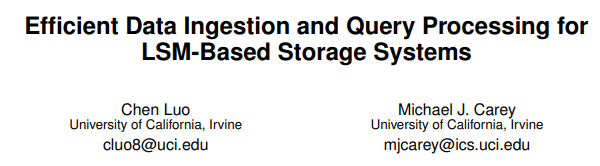 Efficient Data Ingestion and Query Processing for
LSM-Based Storage Systems
Chen Luo
University of California, Irvine
cluo8@uci.edu
Michael J. Carey
University of California, Irvine
mjcarey@ics.uci.edu